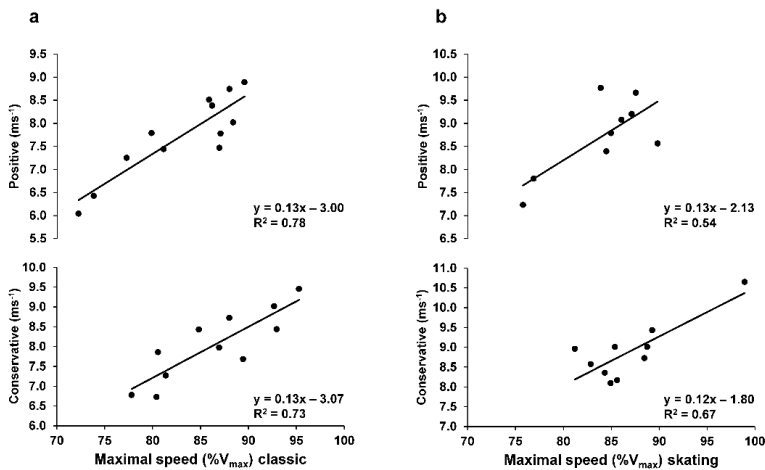 a
b
9.5
9.0
8.5
8.0
7.5
7.0
6.5
6.0
5.5
Positive (ms⁻¹)
y = 0.13x – 3.00
R² = 0.78
10.5
10.0
9.5
9.0
8.5
8.0
7.5
7.0
6.5
Positive (ms⁻¹)
y = 0.13x – 2.13
R² = 0.54
10.0
9.5
9.0
8.5
8.0
7.5
7.0
6.5
6.0
Conservative (ms⁻¹)
y = 0.13x – 3.07
R² = 0.73
70 75 80 85 90 95 100
Maximal speed (%Vmax) classic
11.0
10.5
10.0
9.5
9.0
8.5
8.0
7.5
7.0
Conservative (ms⁻¹)
y = 0.12x – 1.80
R² = 0.67
70 75 80 85 90 95 100
Maximal speed (%Vmax) skating